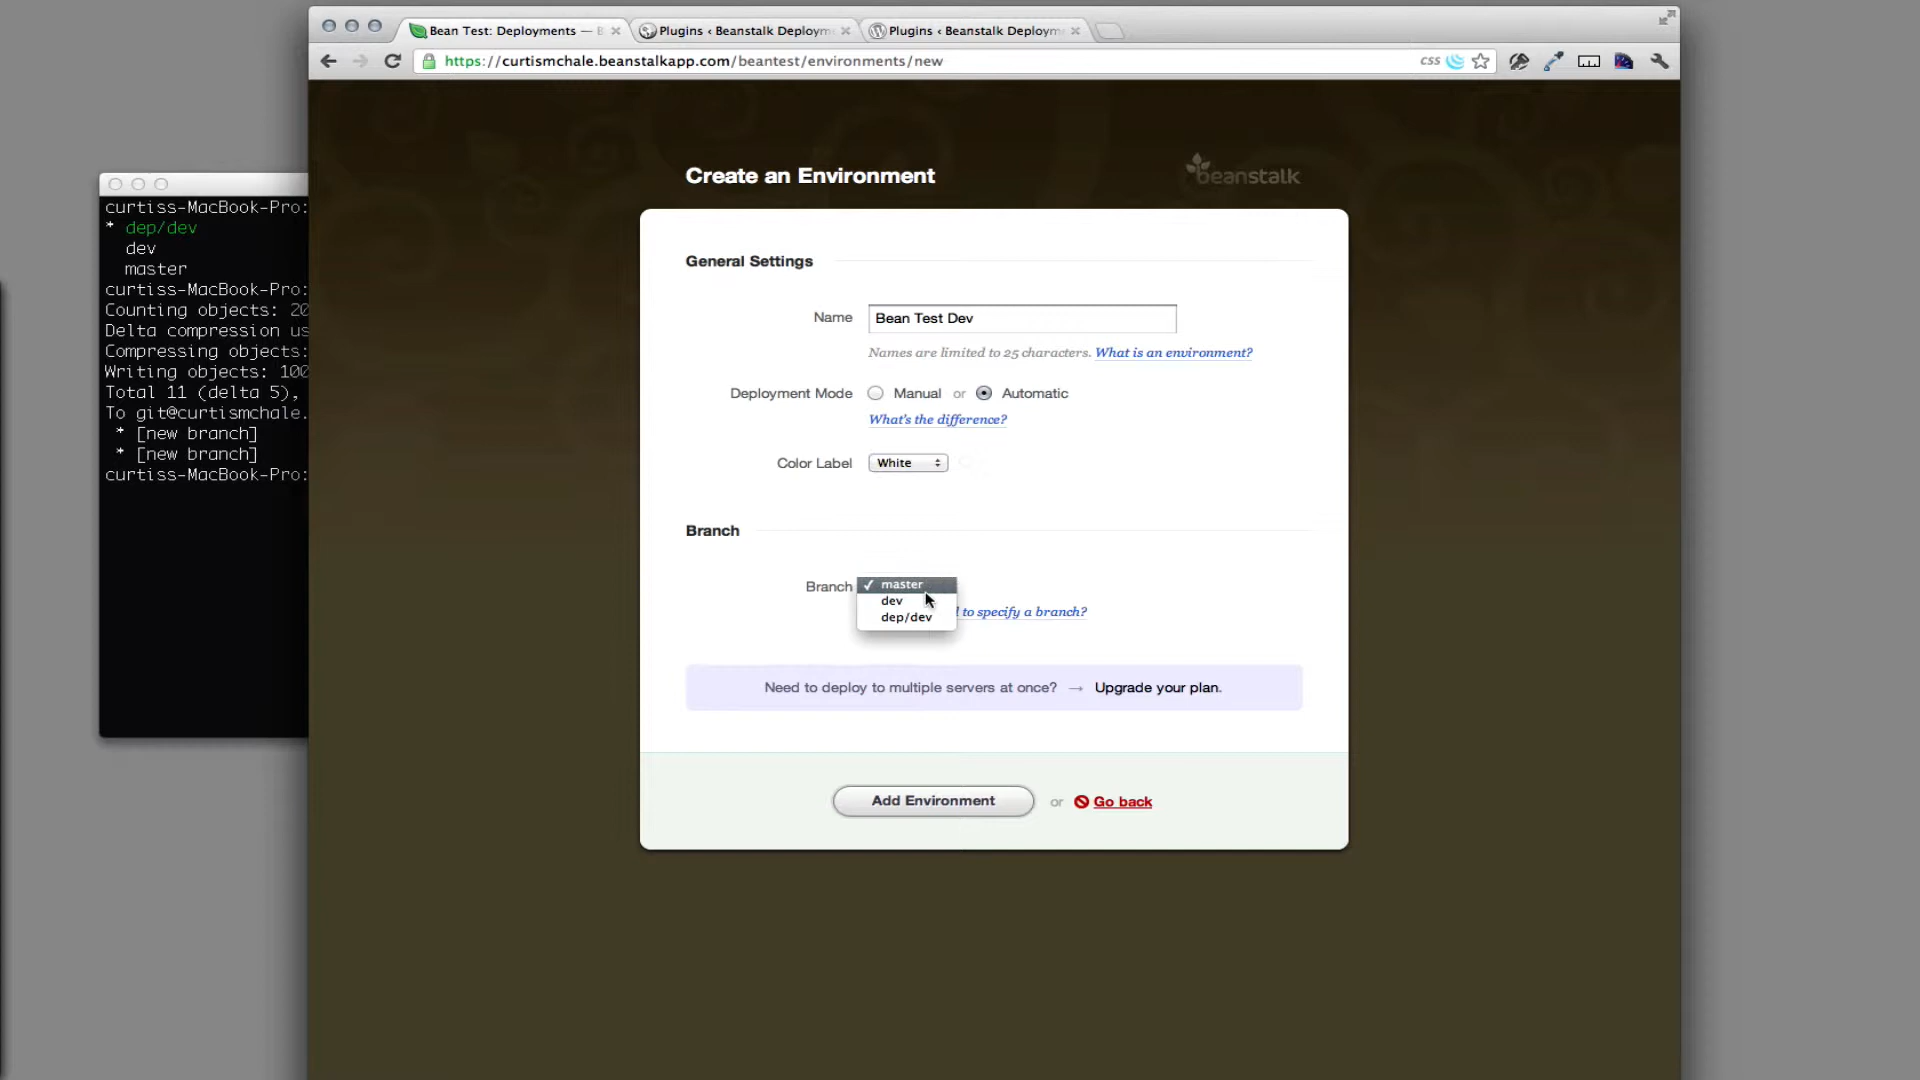 Bean Test: Deployments — B
Plugins ‹ Beanstalk Deploym
Plugins ‹ Beanstalk Deploym
https://curtismchale.beanstalkapp.com/beantest/environments/new
CSS
curtiss-MacBook-Pro:
* dep/dev
dev
master
curtiss-MacBook-Pro:
Counting objects: 20
Delta compression us
Compressing objects:
Writing objects: 100
Total 11 (delta 5),
To git@curtismchale.
* [new branch]
* [new branch]
curtiss-MacBook-Pro:
Create an Environment
beanstalk
General Settings
Name
Bean Test Dev
Names are limited to 25 characters. What is an environment?
Deployment Mode
Manual or Automatic
What's the difference?
Color Label
White
Branch
Branch
✓ master
dev
dep/dev
to specify a branch?
Need to deploy to multiple servers at once? → Upgrade your plan.
Add Environment
or
Go back